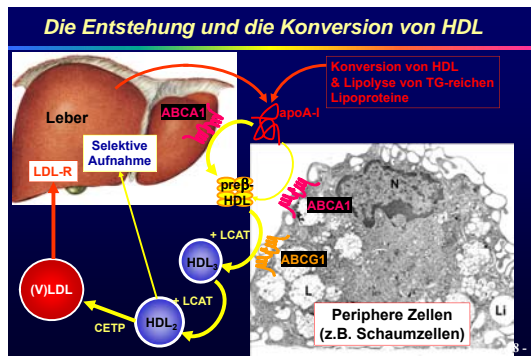 Die Entstehung und die Konversion von HDL
Konversion von HDL
& Lipolyse von TG-reichen
Lipoproteine
Leber
ABCA1
apoA-I
Selektive
Aufnahme
LDL-R
preβ-
HDL
N
ABCA1
+ LCAT
ABCG1
HDL3
(V)LDL
+ LCAT
HDL2
CETP
L
Li
Periphere Zellen
(z.B. Schaumzellen)
8 -